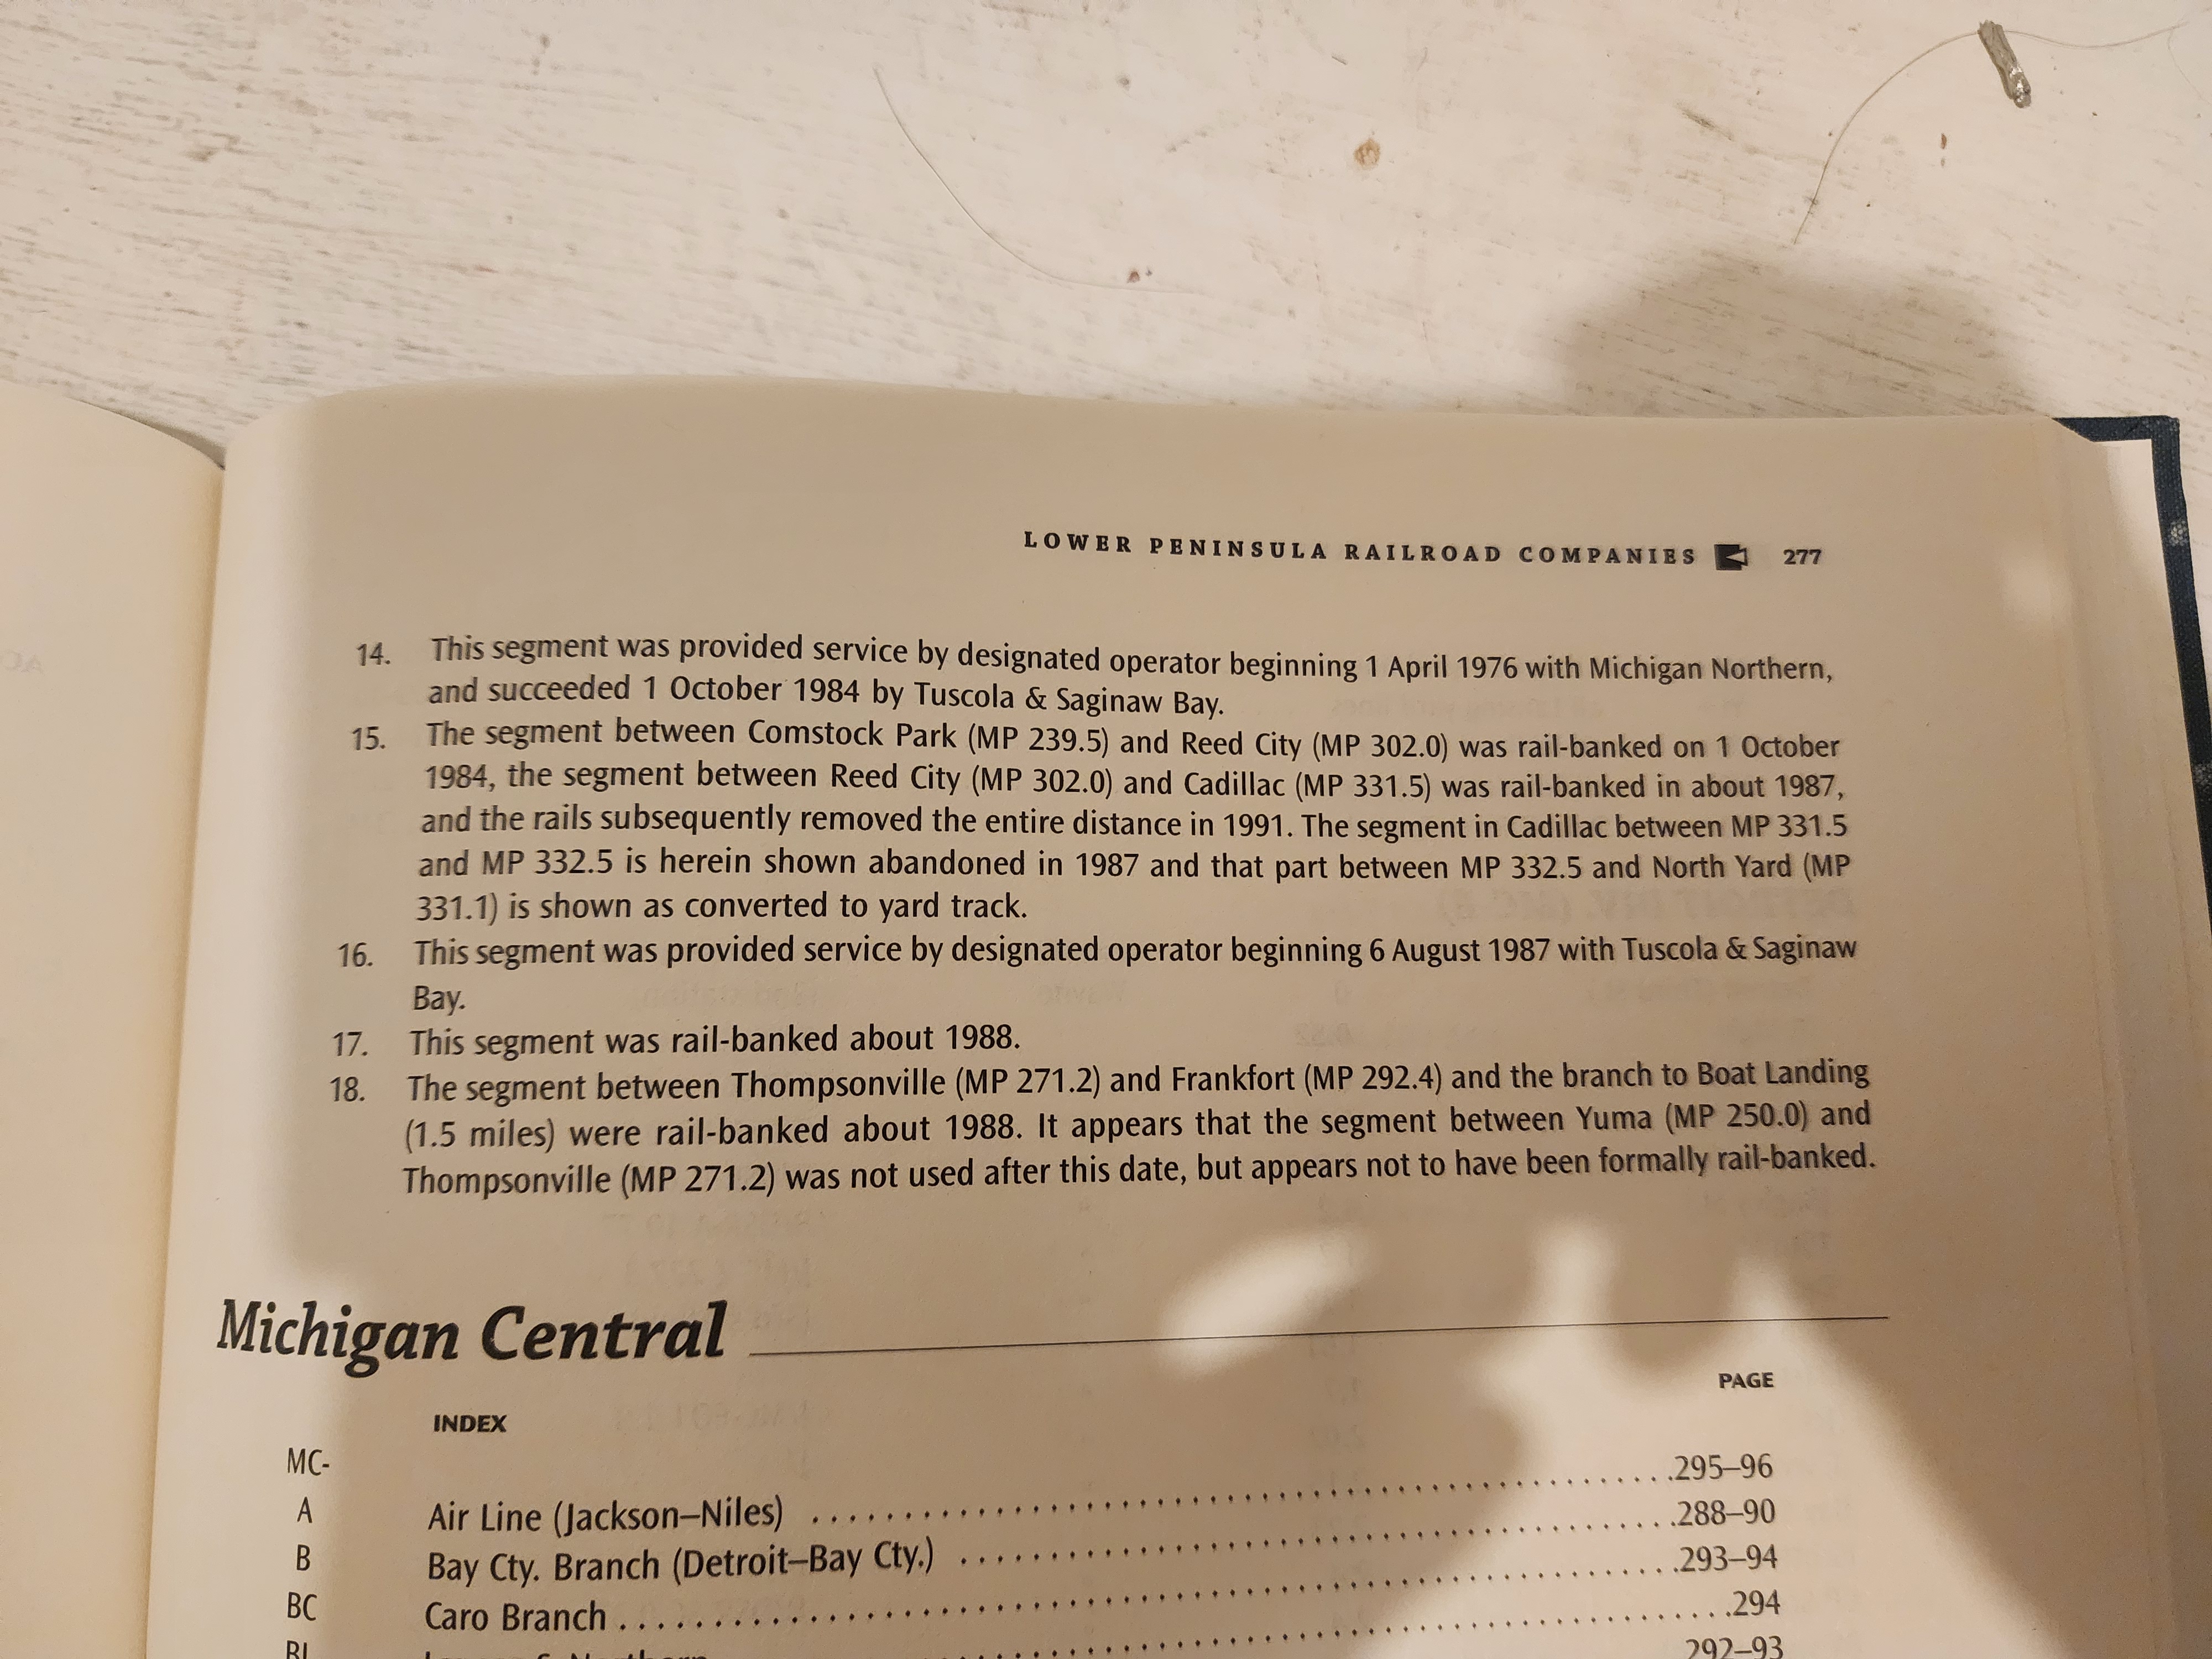 LOWER PENINSULA RAILROAD COMPANIES 277
14. This segment was provided service by designated operator beginning 1 April 1976 with Michigan Northern,
and succeeded 1 October 1984 by Tuscola & Saginaw Bay.
15. The segment between Comstock Park (MP 239.5) and Reed City (MP 302.0) was rail-banked on 1 October
1984, the segment between Reed City (MP 302.0) and Cadillac (MP 331.5) was rail-banked in about 1987,
and the rails subsequently removed the entire distance in 1991. The segment in Cadillac between MP 331.5
and MP 332.5 is herein shown abandoned in 1987 and that part between MP 332.5 and North Yard (MP
331.1) is shown as converted to yard track.
16. This segment was provided service by designated operator beginning 6 August 1987 with Tuscola & Saginaw
Bay.
17. This segment was rail-banked about 1988.
18. The segment between Thompsonville (MP 271.2) and Frankfort (MP 292.4) and the branch to Boat Landing
(1.5 miles) were rail-banked about 1988. It appears that the segment between Yuma (MP 250.0) and
Thompsonville (MP 271.2) was not used after this date, but appears not to have been formally rail-banked.
Michigan Central
PAGE
INDEX
MC-
A Air Line (Jackson–Niles) 295–96
B Bay Cty. Branch (Detroit–Bay Cty.) 288–90
BC Caro Branch 293–94
294
292–93